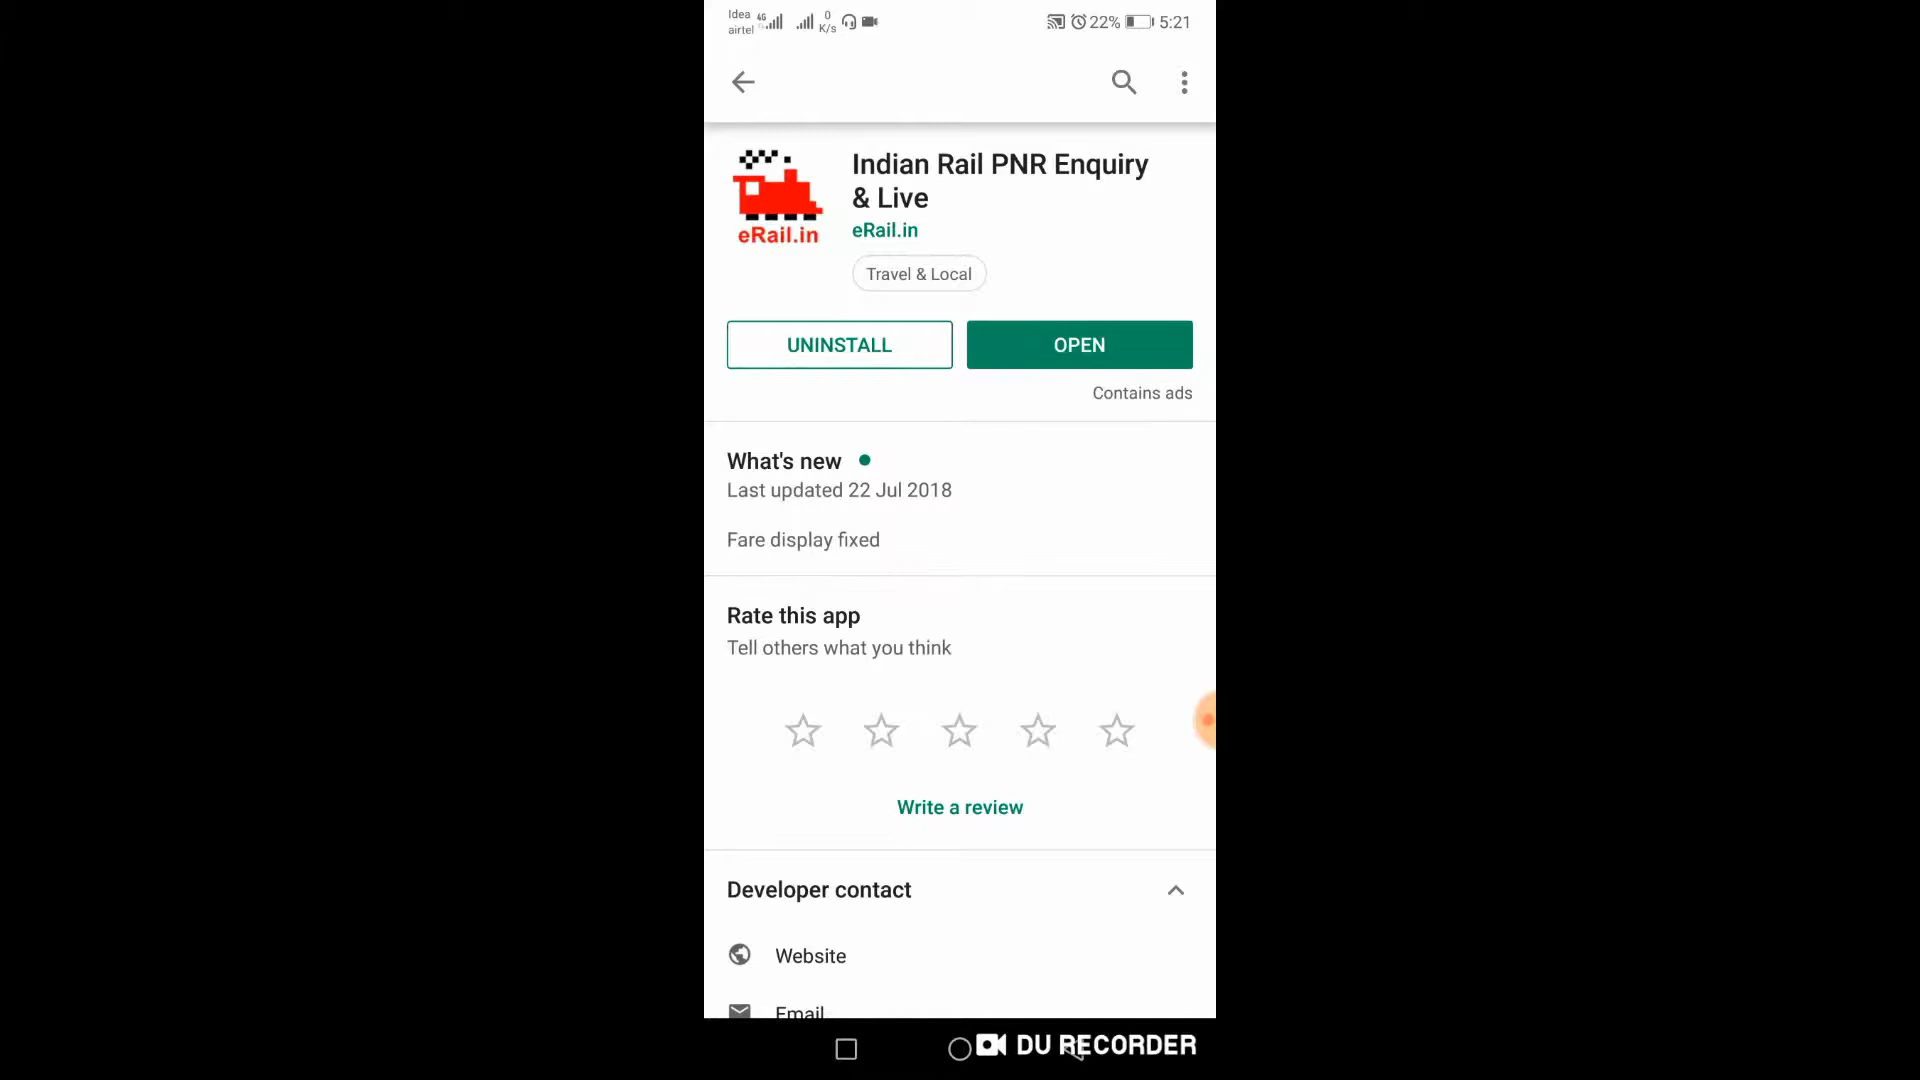 Idea
airtel
4G
0
K/s
22%
5:21
Indian Rail PNR Enquiry
& Live
eRail.in
eRail.in
Travel & Local
UNINSTALL
OPEN
Contains ads
What's new
Last updated 22 Jul 2018
Fare display fixed
Rate this app
Tell others what you think
Write a review
Developer contact
Website
Email
DU RECORDER